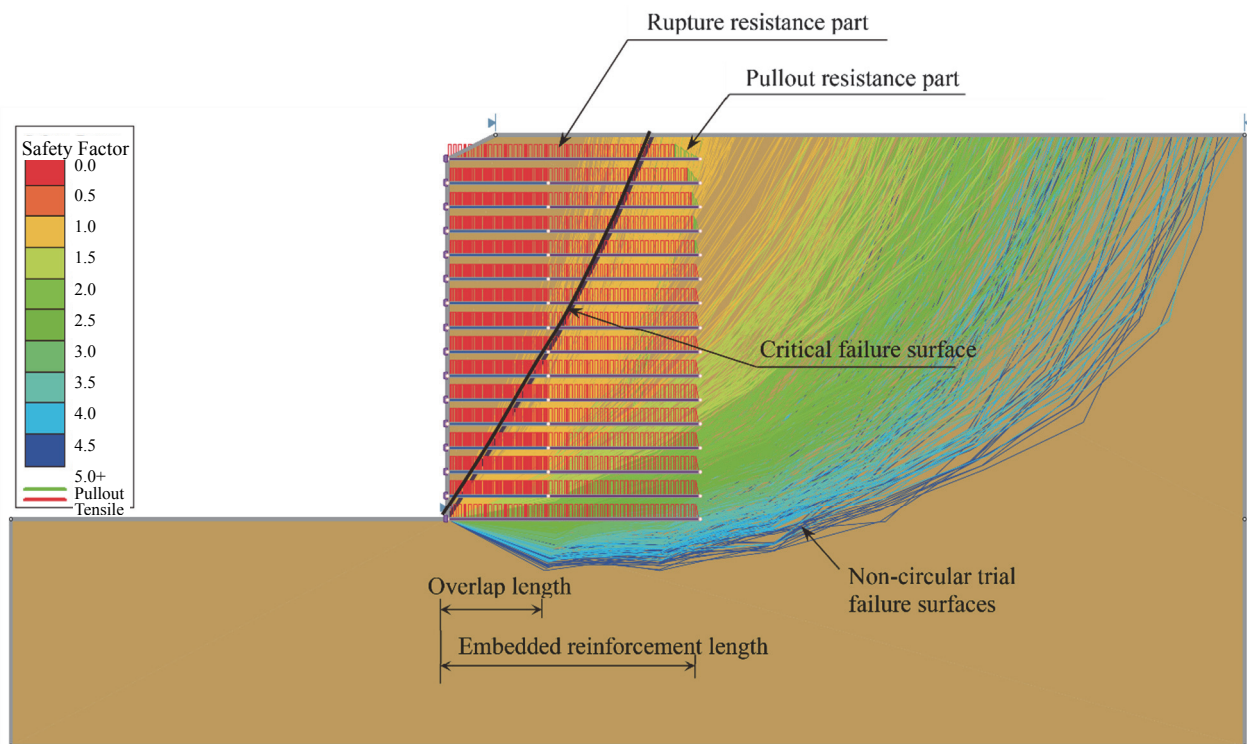 Rupture resistance part
Pullout resistance part
Safety Factor
0.0
0.5
1.0
1.5
2.0
2.5
3.0
3.5
4.0
4.5
5.0+
Pullout
Tensile
Critical failure surface
Non-circular trial
failure surfaces
Overlap length
Embedded reinforcement length